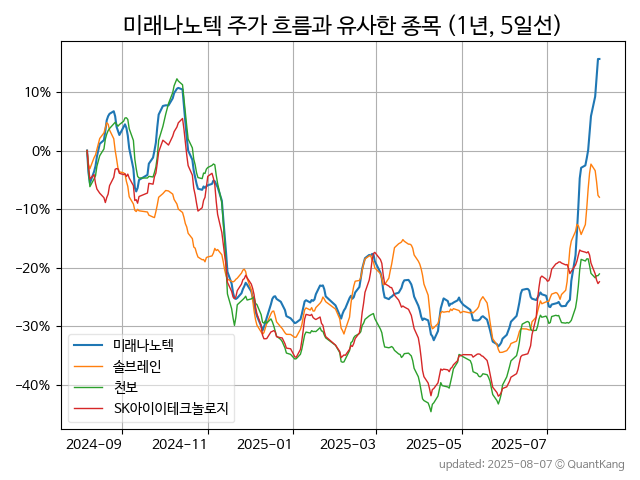 미래나노텍 주가 흐름과 유사한 종목 (1년, 5일선)
10%
0%
−10%
−20%
−30%
−40%
미래나노텍
솔브레인
천보
SK아이이테크놀로지
2024-09 2024-11 2025-01 2025-03 2025-05 2025-07
updated: 2025-08-07 © QuantKang